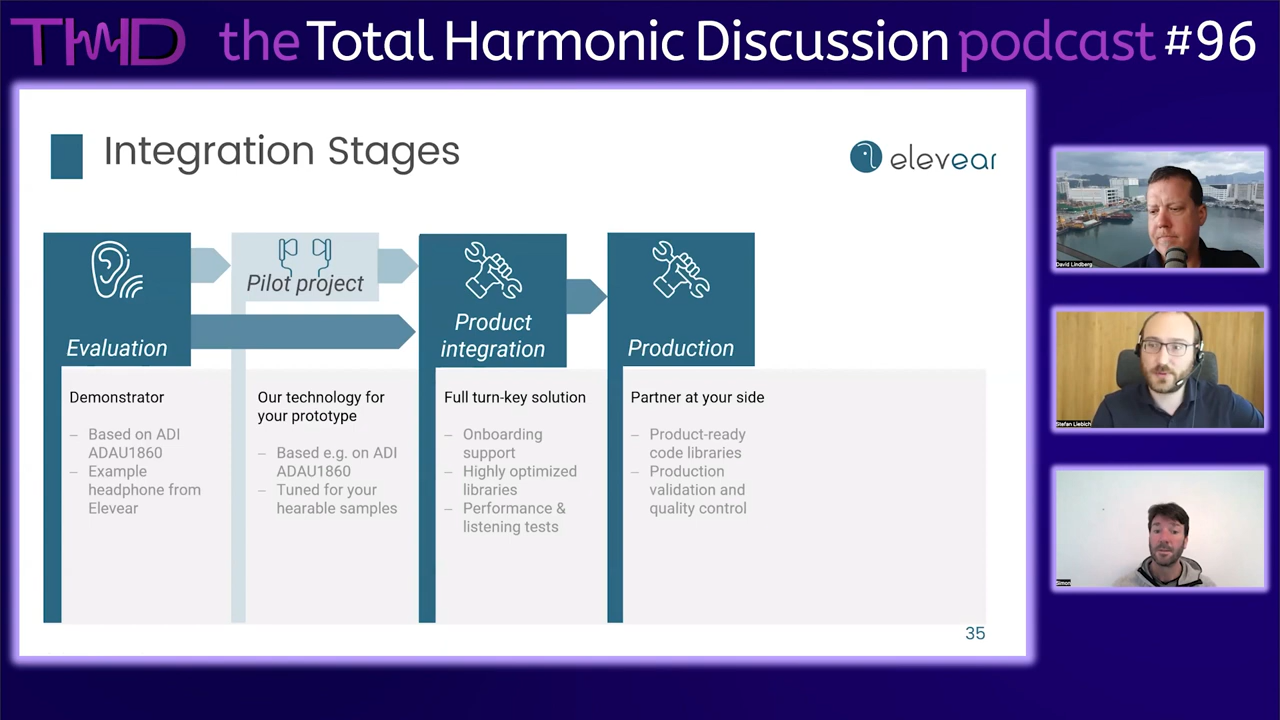 THD the Total Harmonic Discussion podcast #96
Integration Stages
elevear
Evaluation
Pilot project
Product
integration
Production
Demonstrator
– Based on ADI
ADAU1860
– Example
headphone from
Elevear
Our technology for
your prototype
– Based e.g. on ADI
ADAU1860
– Tuned for your
hearable samples
Full turn-key solution
– Onboarding
support
– Highly optimized
libraries
– Performance &
listening tests
Partner at your side
– Product-ready
code libraries
– Production
validation and
quality control
35
David Lindberg
Stefan Liebich
Simon